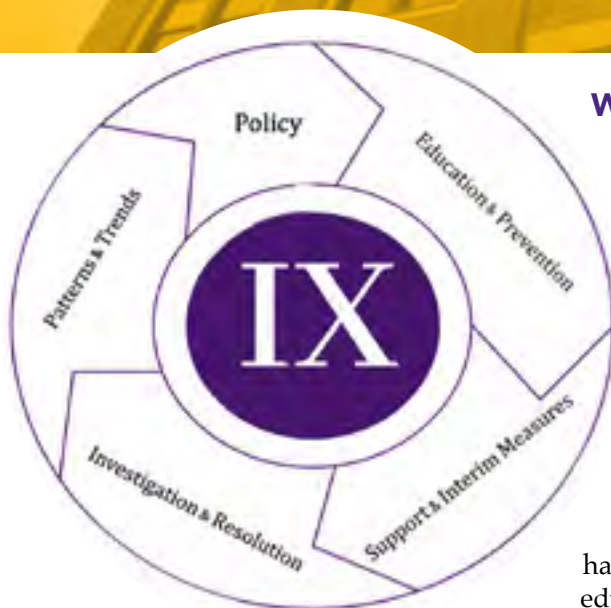 Policy
Education & Prevention
Support & Interim Measures
Investigation & Resolution
Patterns & Trends
IX